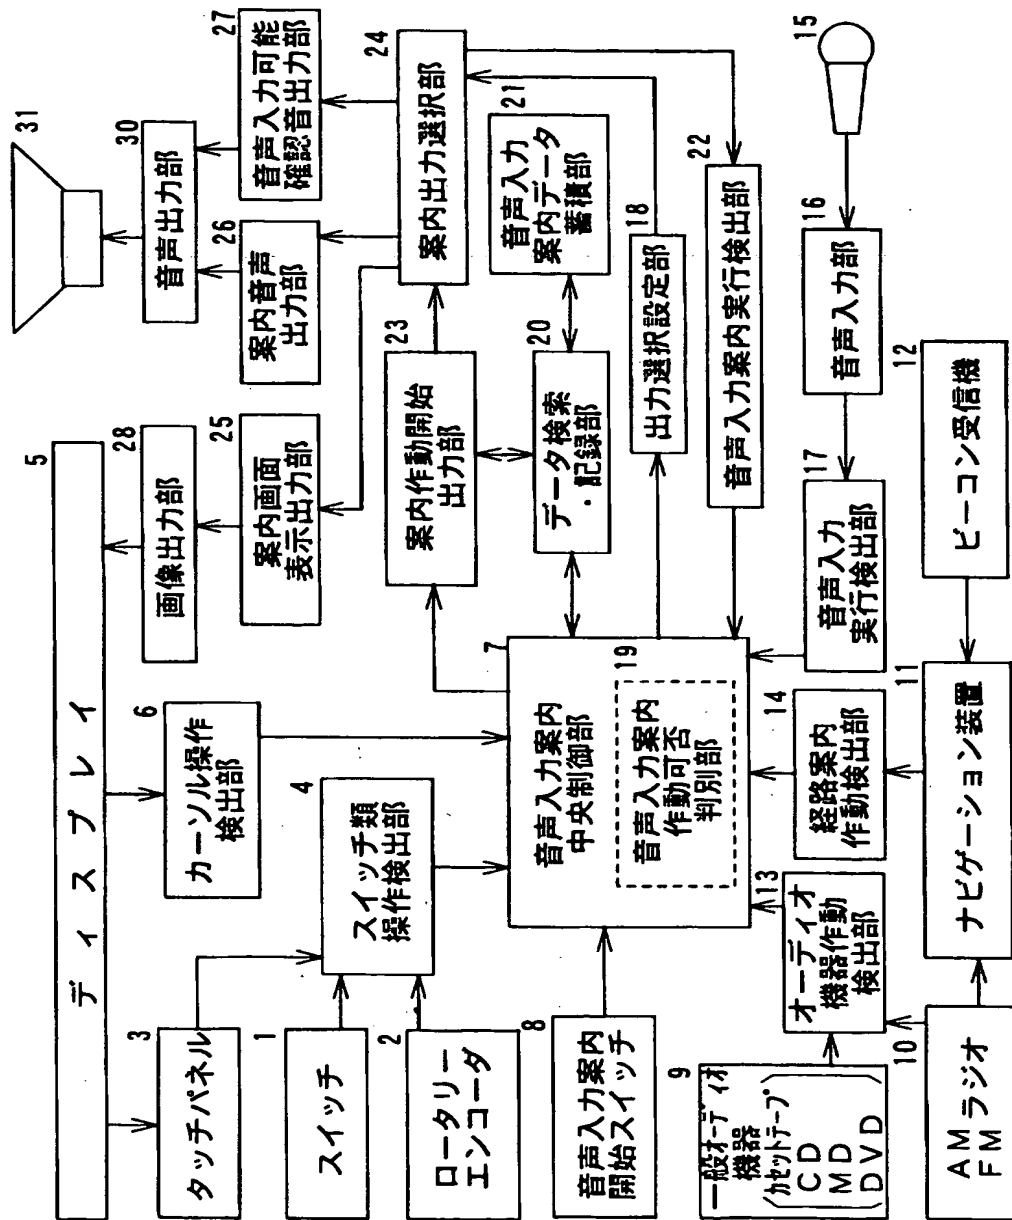 ディスプレイ
5
3
タッチパネル
1
スイッチ
2
ロータリー
エンコーダ
4
スイッチ類
操作検出部
6
カーソル操作
検出部
8
音声入力案内
開始スイッチ
7
音声入力案内
中央制御部
19
音声入力案内
作動可否
判別部
9
一般オーディオ
機器
(カセットテープ
CD
MD
DVD)
10
AM
FM
ラジオ
13
オーディオ
機器作動
検出部
11
ナビゲーション装置
14
経路案内
作動検出部
12
ビーコン受信機
17
音声入力
実行検出部
16
音声入力部
15
28
画像出力部
25
案内画面
表示出力部
23
案内作動開始
出力部
20
データ検索
・記録部
21
音声入力
案内データ
蓄積部
18
出力選択設定部
22
音声入力案内実行検出部
24
案内出力選択部
26
案内音声
出力部
27
音声入力可能
確認音出力部
30
音声出力部
31